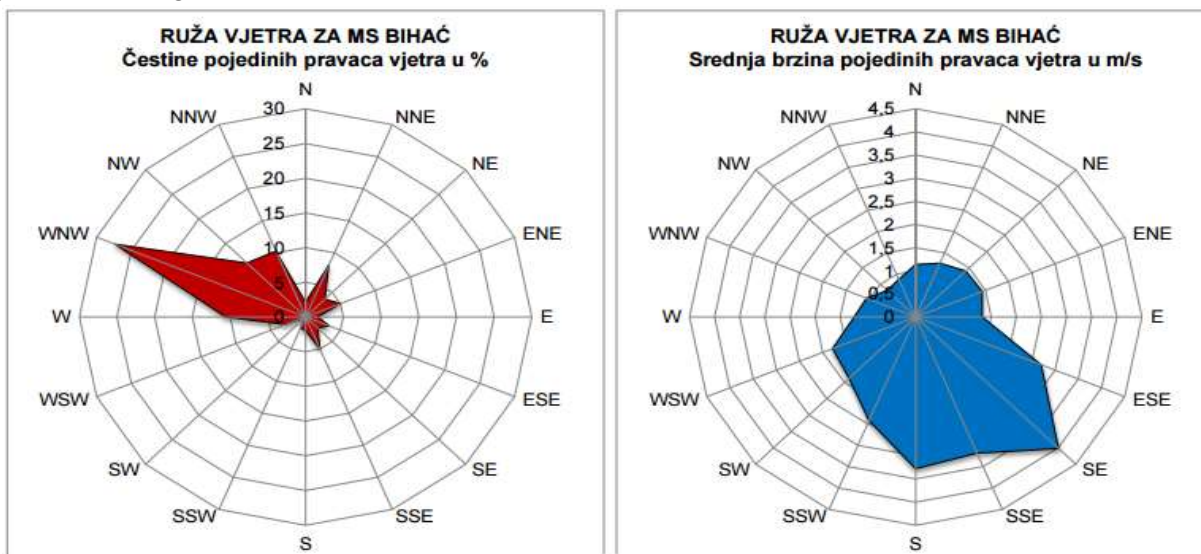 RUŽA VJETRA ZA MS BIHAĆ
Čestine pojedinih pravaca vjetra u %
N
NNE
NE
ENE
E
ESE
SE
SSE
S
SSW
SW
WSW
W
WNW
NW
NNW
30
25
20
15
10
5
0
RUŽA VJETRA ZA MS BIHAĆ
Srednja brzina pojedinih pravaca vjetra u m/s
N
NNE
NE
ENE
E
ESE
SE
SSE
S
SSW
SW
WSW
W
WNW
NW
NNW
4,5
4
3,5
3
2,5
2
1,5
1
0,5
0